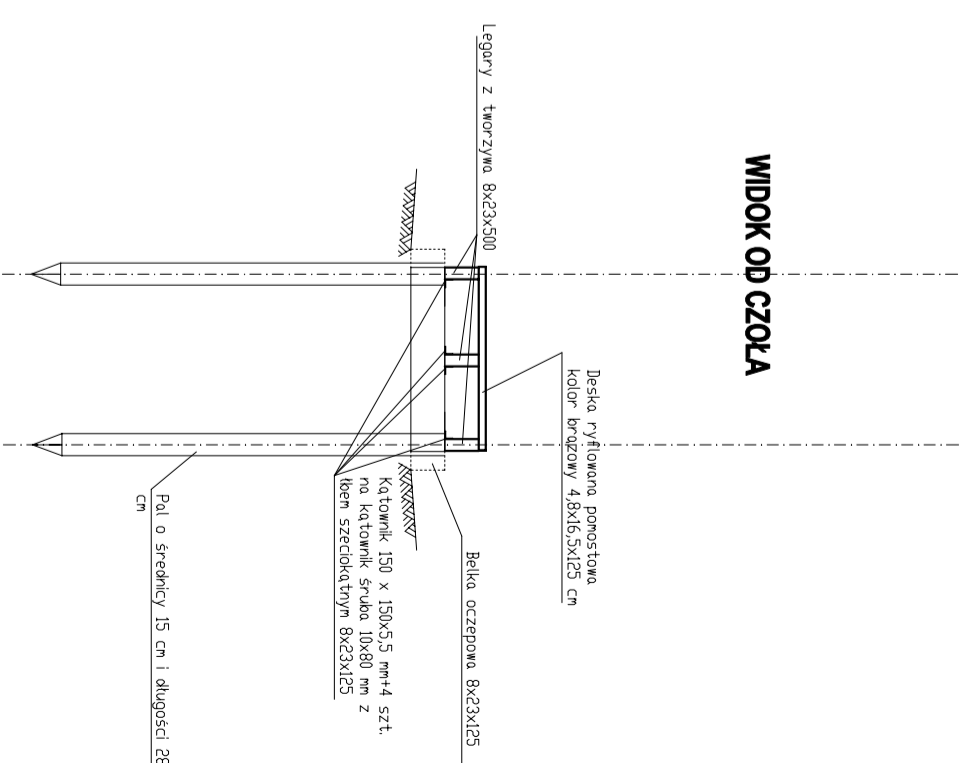 WIDOK OD CZOŁA
Deska ryflowana pomostowa
kolor brązowy 4,8x16,5x125 cm
Legary z tworzywa 8x23x500
Belka oczepowa 8x23x125
Kątownik 150 x 150x5,5 mm+4 szt.
na kątownik śruba 10x80 mm z
łbem sześciokątnym 8x23x125
Pal o średnicy 15 cm i długości
cm